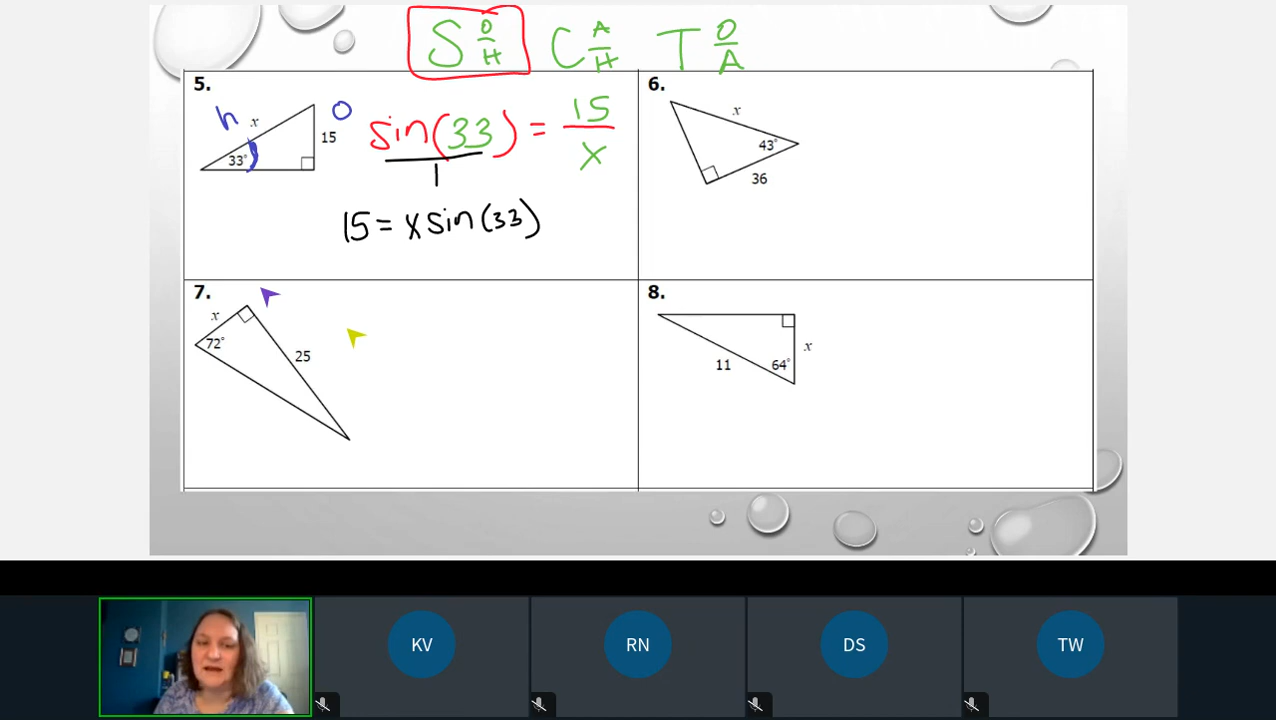 S O/H C A/H T O/A
5.
h
x
O
15
33°
sin(33) = 15/x
1
15 = x sin(33)
6.
x
43°
36
7.
x
72°
25
8.
x
11
64°
KV
RN
DS
TW